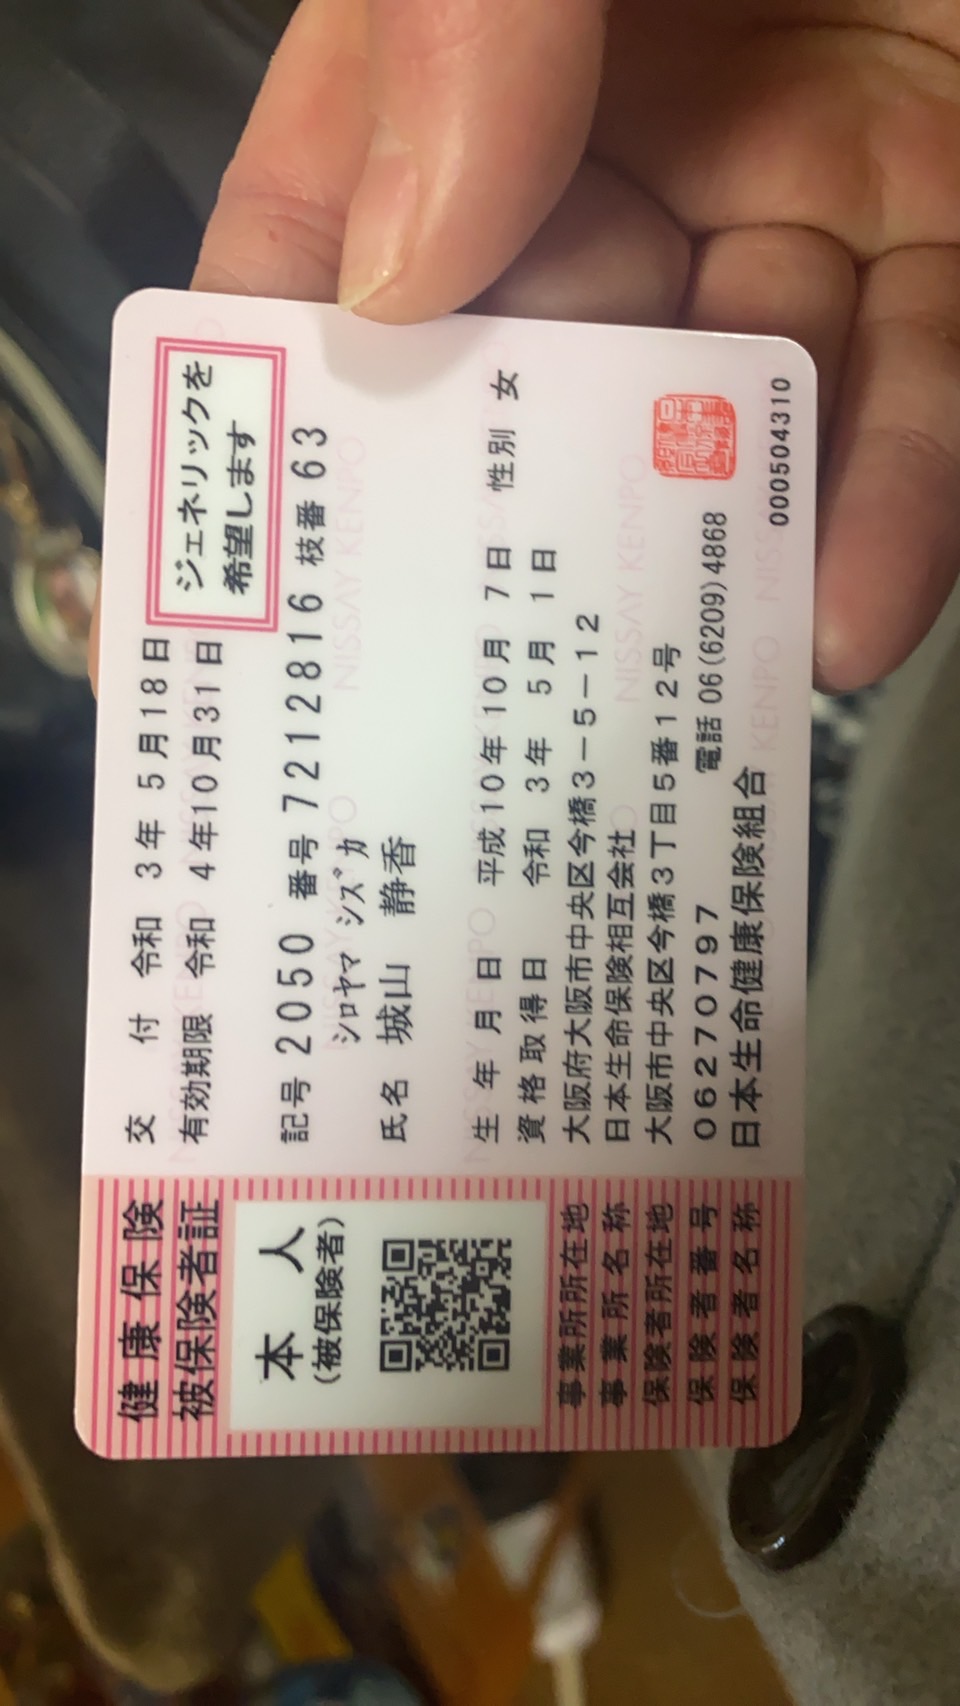 健康保険
被保険者証
本人
(被保険者)
交付 令和 3年 5月18日
有効期限 令和 4年10月31日
ジェネリックを
希望します
記号 2050 番号 7212816 枝番 63
シロヤマ シズカ
氏名 城山 静香
生年月日 平成10年10月 7日 性別 女
資格取得日 令和 3年 5月 1日
事業所所在地 大阪府大阪市中央区今橋3-5-12
事業所名称 日本生命保険相互会社
保険者所在地 大阪市中央区今橋3丁目5番12号
保険者番号 06270797 電話 06(6209)4868
保険者名称 日本生命健康保険組合
000504310
NISSAY KENPO